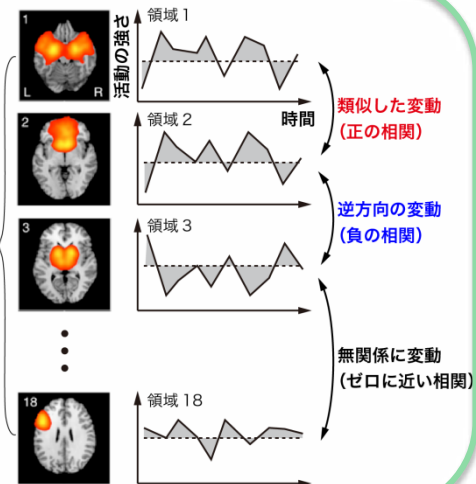 1
L
R
活動の強さ
領域 1
時間
類似した変動
(正の相関)
2
領域 2
逆方向の変動
(負の相関)
3
領域 3
無関係に変動
(ゼロに近い相関)
18
領域 18